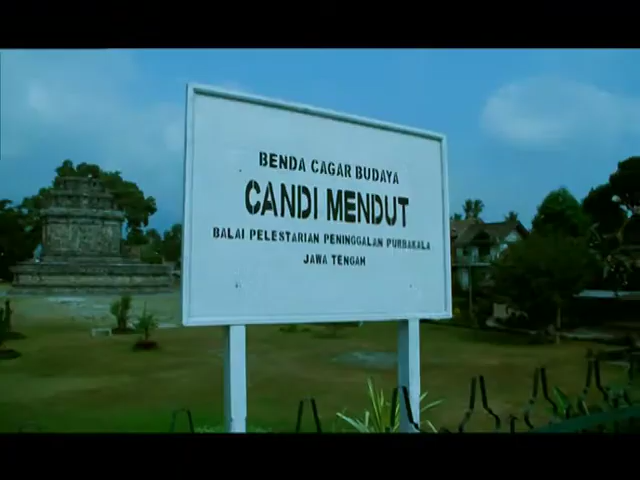 BENDA CAGAR BUDAYA
CANDI MENDUT
BALAI PELESTARIAN PENINGGALAN PURBAKALA
JAWA TENGAH